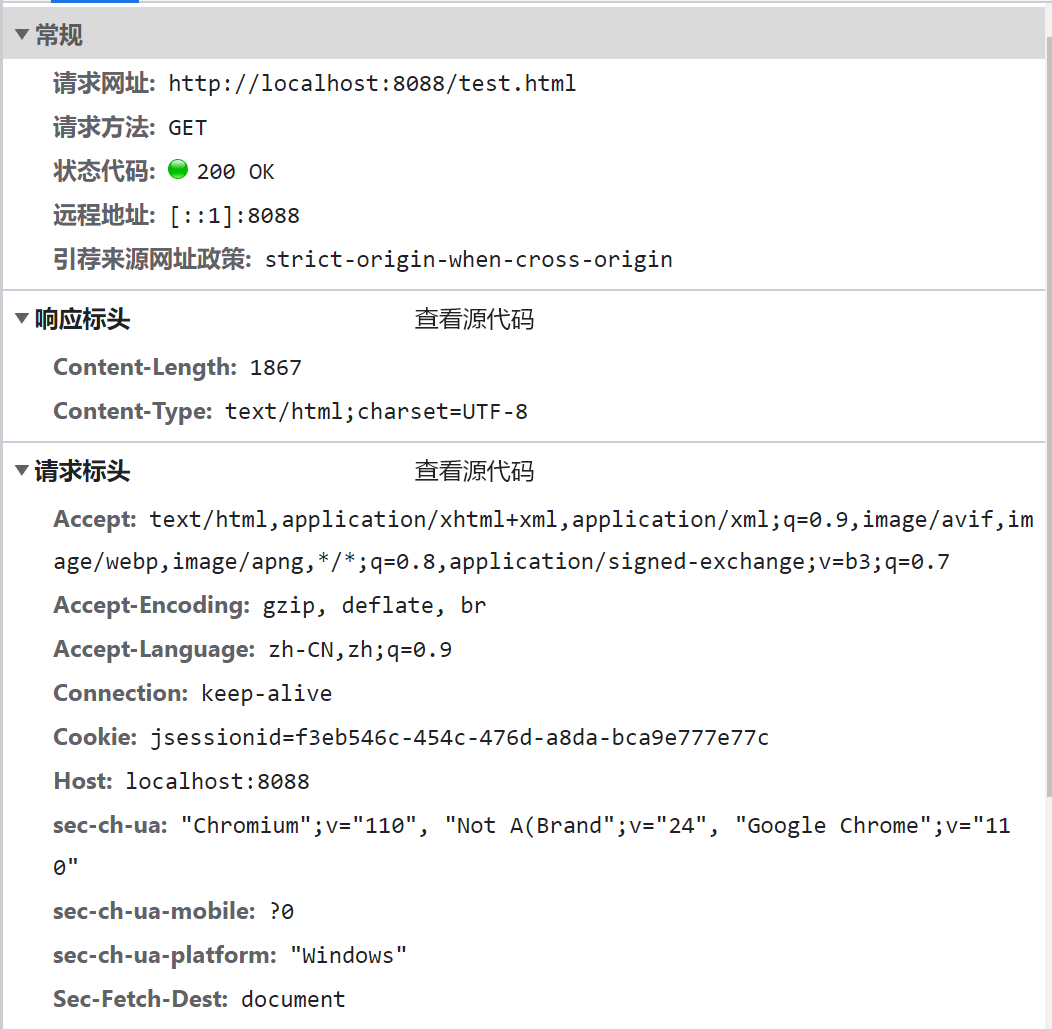 常规
请求网址: http://localhost:8088/test.html
请求方法: GET
状态代码: 200 OK
远程地址: [::1]:8088
引荐来源网址政策: strict-origin-when-cross-origin
响应标头 查看源代码
Content-Length: 1867
Content-Type: text/html;charset=UTF-8
请求标头 查看源代码
Accept: text/html,application/xhtml+xml,application/xml;q=0.9,image/avif,im
age/webp,image/apng,*/*;q=0.8,application/signed-exchange;v=b3;q=0.7
Accept-Encoding: gzip, deflate, br
Accept-Language: zh-CN,zh;q=0.9
Connection: keep-alive
Cookie: jsessionid=f3eb546c-454c-476d-a8da-bca9e777e77c
Host: localhost:8088
sec-ch-ua: "Chromium";v="110", "Not A(Brand";v="24", "Google Chrome";v="11
0"
sec-ch-ua-mobile: ?0
sec-ch-ua-platform: "Windows"
Sec-Fetch-Dest: document